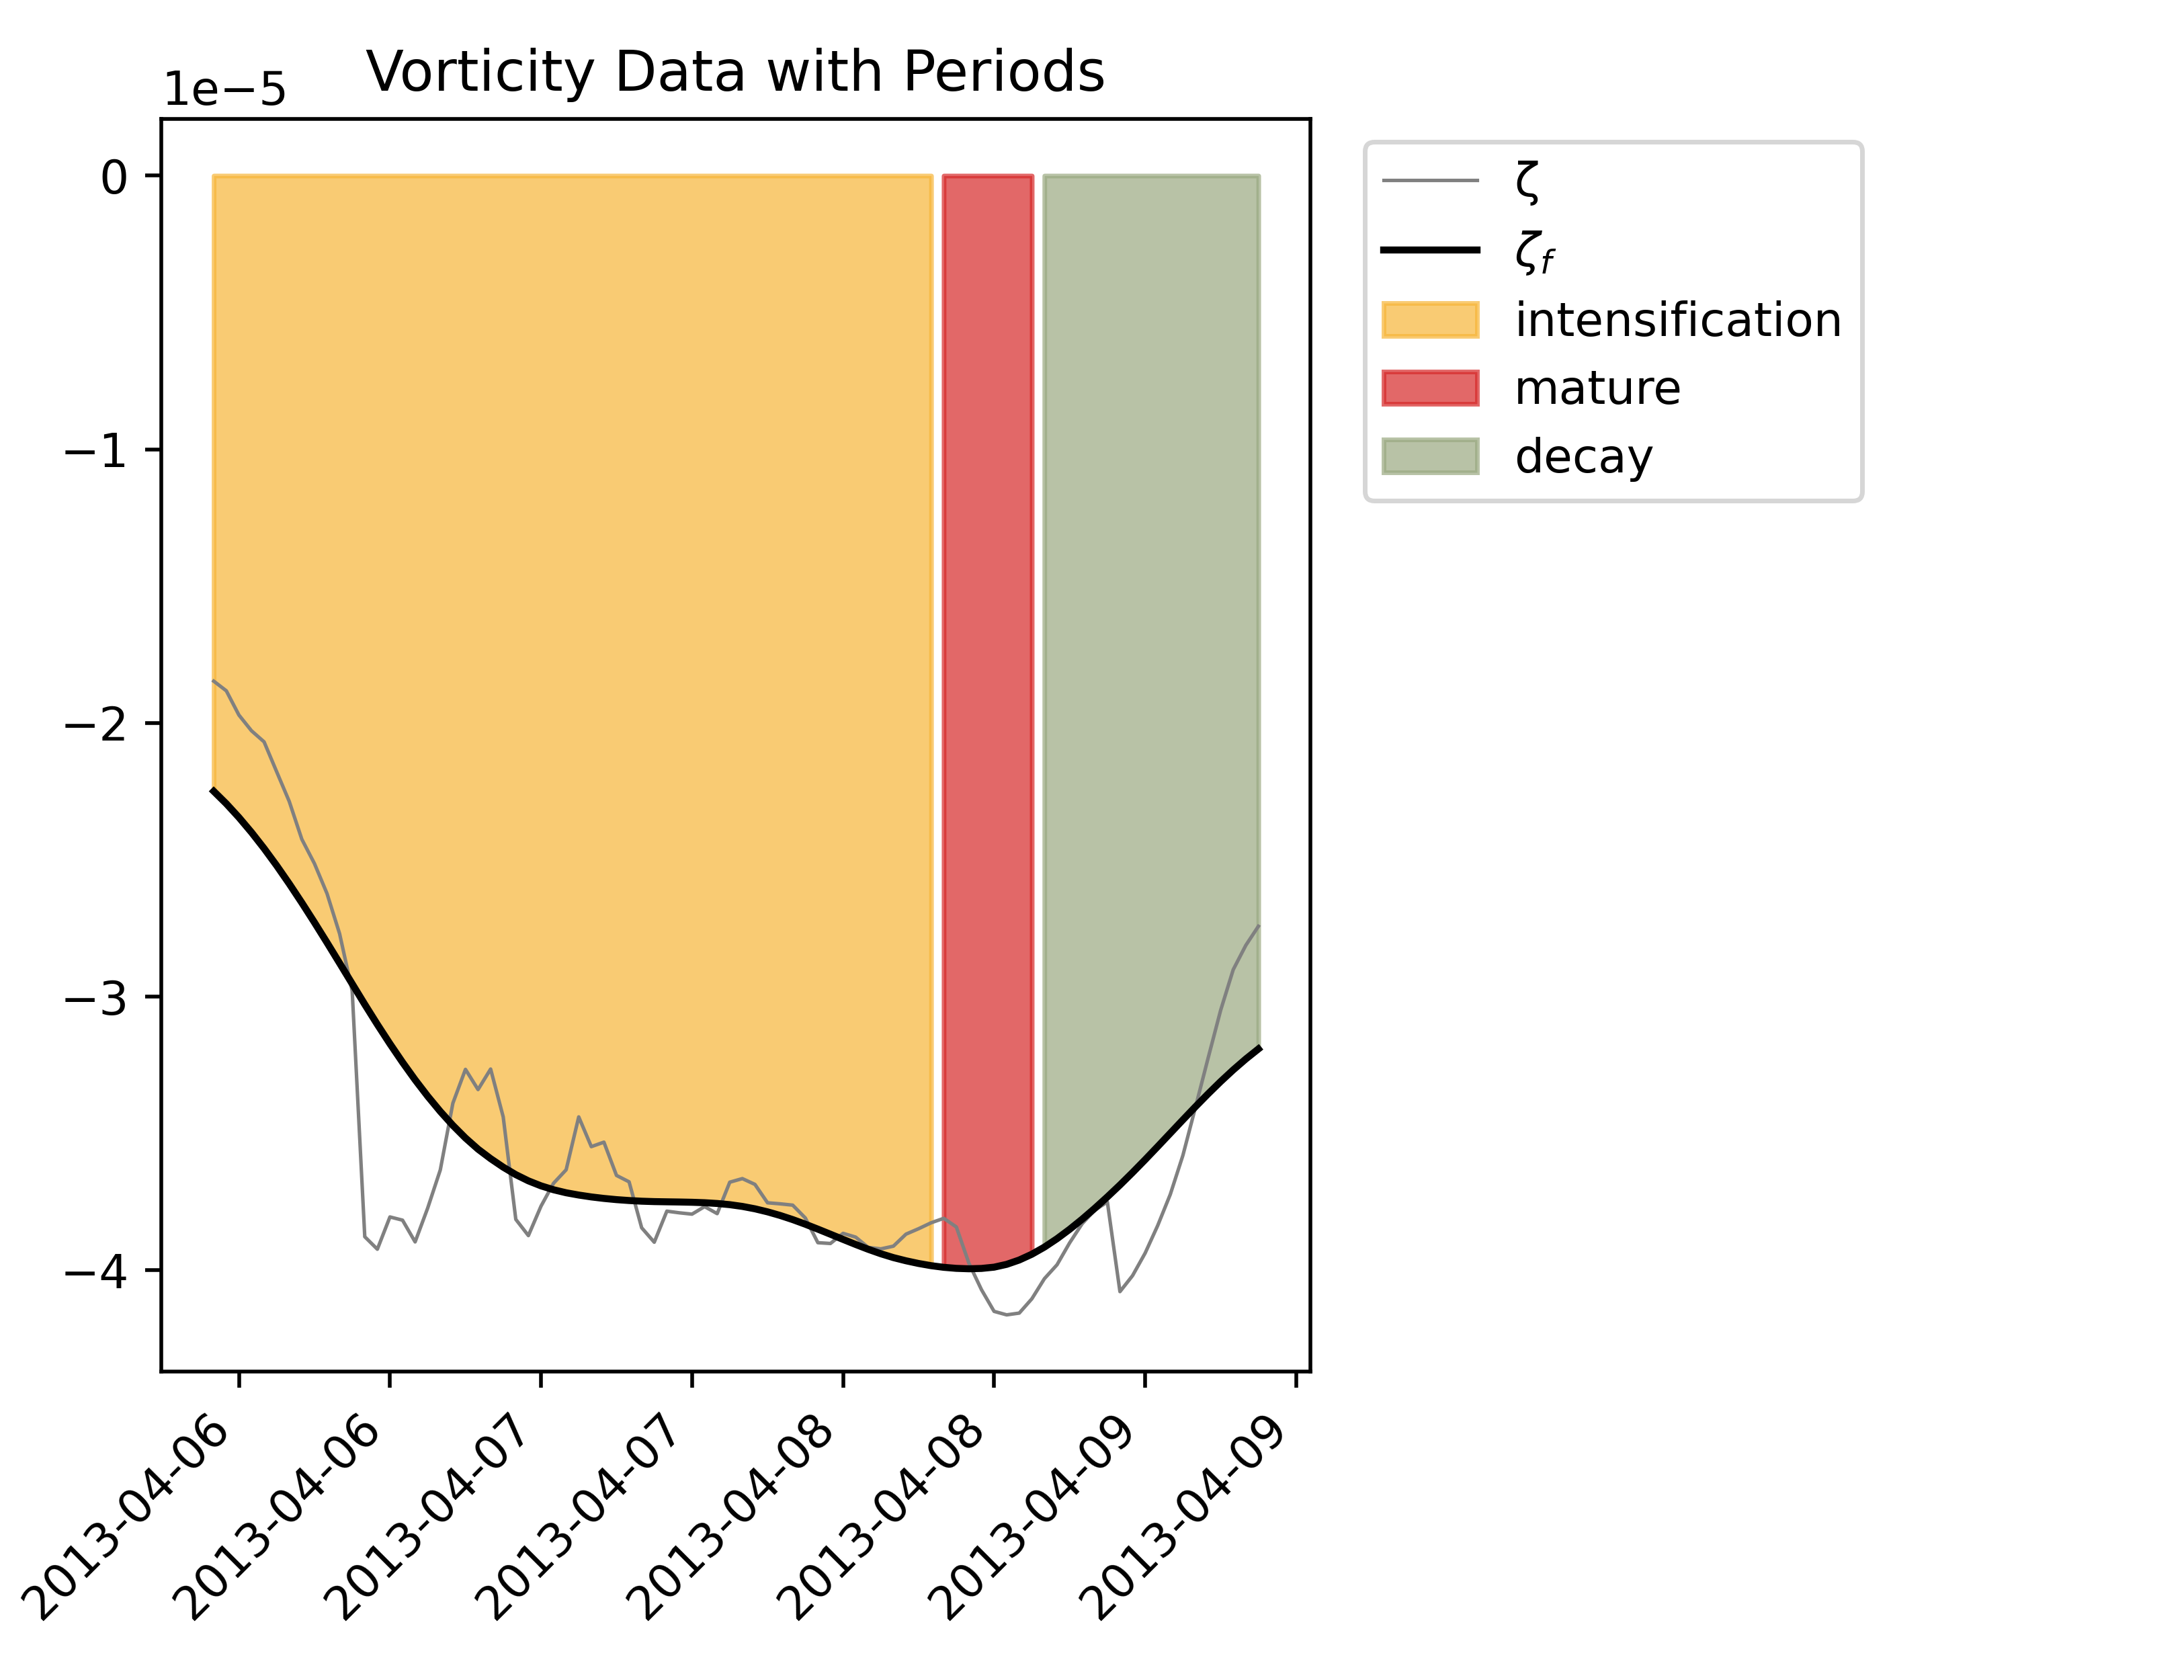 Vorticity Data with Periods
1e−5
0
−1
−2
−3
−4
2013-04-06
2013-04-06
2013-04-07
2013-04-07
2013-04-08
2013-04-08
2013-04-09
2013-04-09
ζ
ζf
intensification
mature
decay